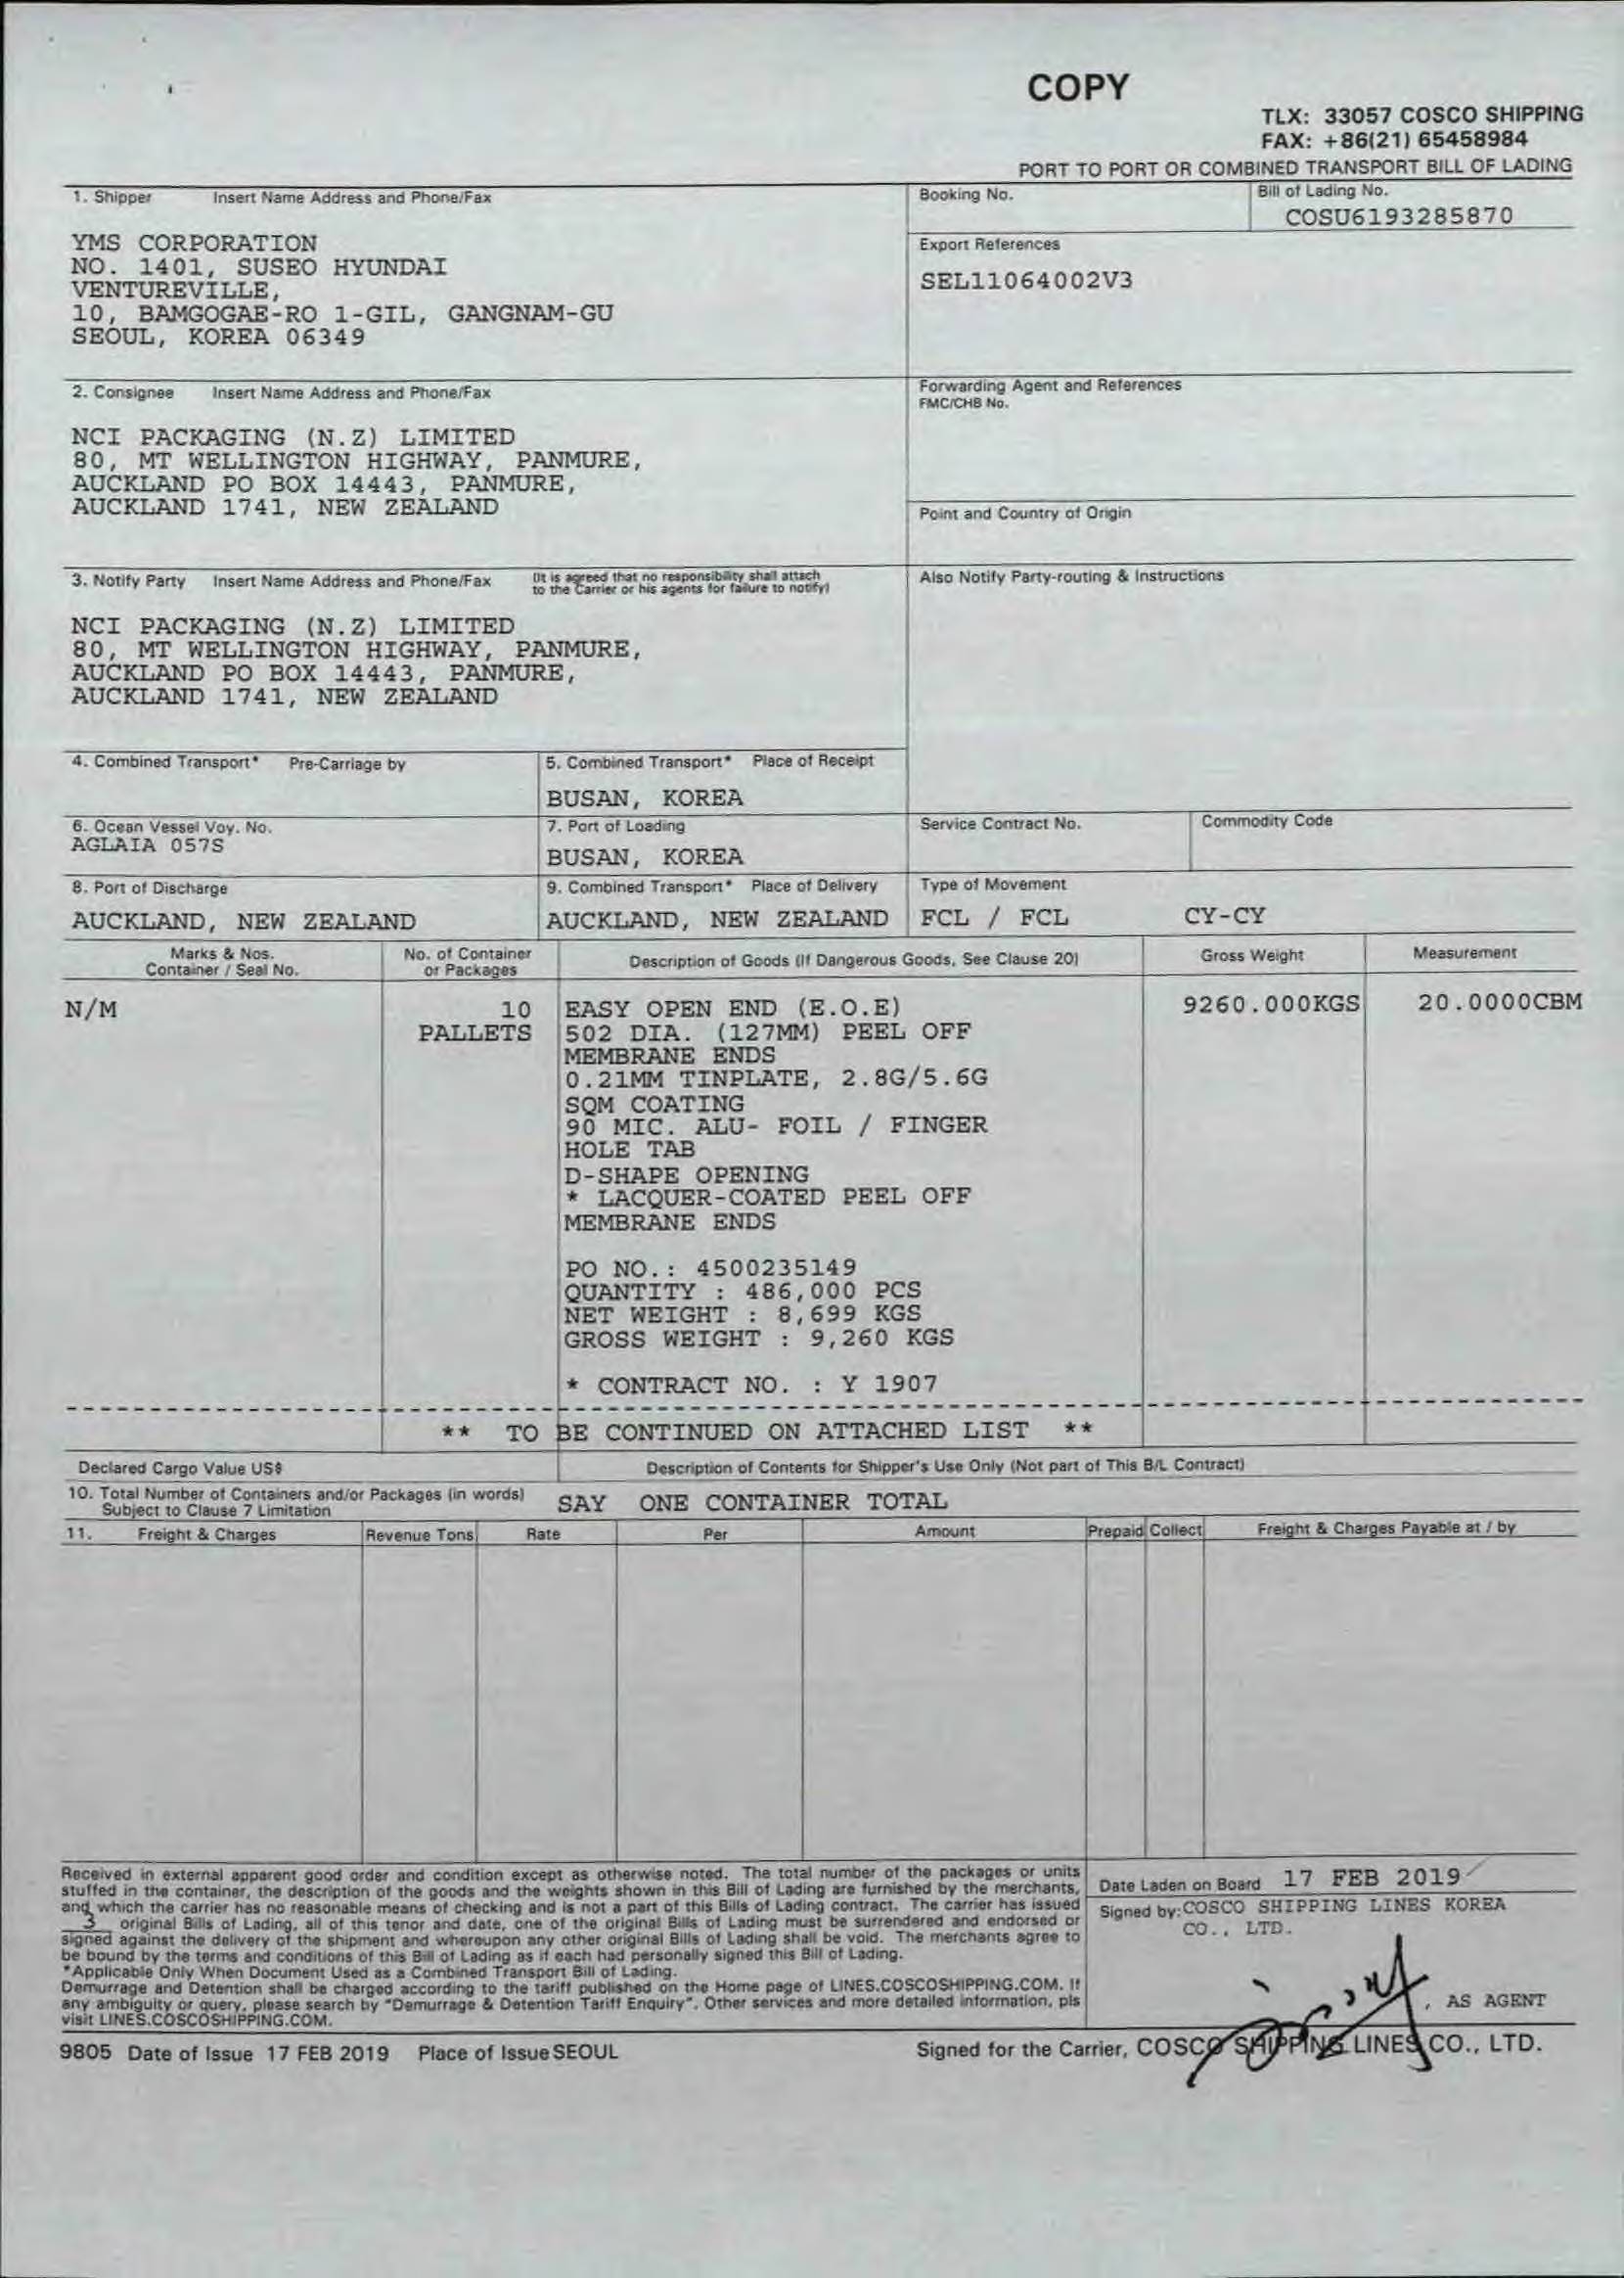 COPY
TLX: 33057 COSCO SHIPPING
FAX: +86(21) 65458984
PORT TO PORT OR COMBINED TRANSPORT BILL OF LADING
1. Shipper Insert Name Address and Phone/Fax
YMS CORPORATION
NO. 1401, SUSEO HYUNDAI
VENTUREVILLE,
10, BAMGOGAE-RO 1-GIL, GANGNAM-GU
SEOUL, KOREA 06349
Booking No.
Bill of Lading No.
COSU6193285870
Export References
SEL11064002V3
2. Consignee Insert Name Address and Phone/Fax
NCI PACKAGING (N.Z) LIMITED
80, MT WELLINGTON HIGHWAY, PANMURE,
AUCKLAND PO BOX 14443, PANMURE,
AUCKLAND 1741, NEW ZEALAND
Forwarding Agent and References
FMC/CHB No.
Point and Country of Origin
3. Notify Party Insert Name Address and Phone/Fax (It is agreed that no responsibility shall attach
to the Carrier or his agents for failure to notify)
NCI PACKAGING (N.Z) LIMITED
80, MT WELLINGTON HIGHWAY, PANMURE,
AUCKLAND PO BOX 14443, PANMURE,
AUCKLAND 1741, NEW ZEALAND
Also Notify Party-routing & Instructions
4. Combined Transport* Pre-Carriage by
5. Combined Transport* Place of Receipt
BUSAN, KOREA
6. Ocean Vessel Voy. No.
AGLAIA 057S
7. Port of Loading
BUSAN, KOREA
Service Contract No.
Commodity Code
8. Port of Discharge
AUCKLAND, NEW ZEALAND
9. Combined Transport* Place of Delivery
AUCKLAND, NEW ZEALAND
Type of Movement
FCL / FCL CY-CY
Marks & Nos.
Container / Seal No.
No. of Container
or Packages
Description of Goods (If Dangerous Goods, See Clause 20)
Gross Weight
Measurement
N/M
10
PALLETS
EASY OPEN END (E.O.E)
502 DIA. (127MM) PEEL OFF
MEMBRANE ENDS
0.21MM TINPLATE, 2.8G/5.6G
SQM COATING
90 MIC. ALU- FOIL / FINGER
HOLE TAB
D-SHAPE OPENING
* LACQUER-COATED PEEL OFF
MEMBRANE ENDS
PO NO.: 4500235149
QUANTITY : 486,000 PCS
NET WEIGHT : 8,699 KGS
GROSS WEIGHT : 9,260 KGS
* CONTRACT NO. : Y 1907
9260.000KGS
20.0000CBM
** TO BE CONTINUED ON ATTACHED LIST **
Declared Cargo Value US$
Description of Contents for Shipper's Use Only (Not part of This B/L Contract)
10. Total Number of Containers and/or Packages (in words)
Subject to Clause 7 Limitation
SAY ONE CONTAINER TOTAL
11. Freight & Charges
Revenue Tons
Rate
Per
Amount
Prepaid
Collect
Freight & Charges Payable at / by
Received in external apparent good order and condition except as otherwise noted. The total number of the packages or units
stuffed in the container, the description of the goods and the weights shown in this Bill of Lading are furnished by the merchants,
and which the carrier has no reasonable means of checking and is not a part of this Bills of Lading contract. The carrier has issued
3 original Bills of Lading, all of this tenor and date, one of the original Bills of Lading must be surrendered and endorsed or
signed against the delivery of the shipment and whereupon any other original Bills of Lading shall be void. The merchants agree to
be bound by the terms and conditions of this Bill of Lading as if each had personally signed this Bill of Lading.
*Applicable Only When Document Used as a Combined Transport Bill of Lading.
Demurrage and Detention shall be charged according to the tariff published on the Home page of LINES.COSCOSHIPPING.COM. If
any ambiguity or query, please search by "Demurrage & Detention Tariff Enquiry". Other services and more detailed information, pls
visit LINES.COSCOSHIPPING.COM.
Date Laden on Board 17 FEB 2019
Signed by: COSCO SHIPPING LINES KOREA
CO., LTD.
, AS AGENT
9805 Date of Issue 17 FEB 2019 Place of Issue SEOUL
Signed for the Carrier, COSCO SHIPPING LINES CO., LTD.